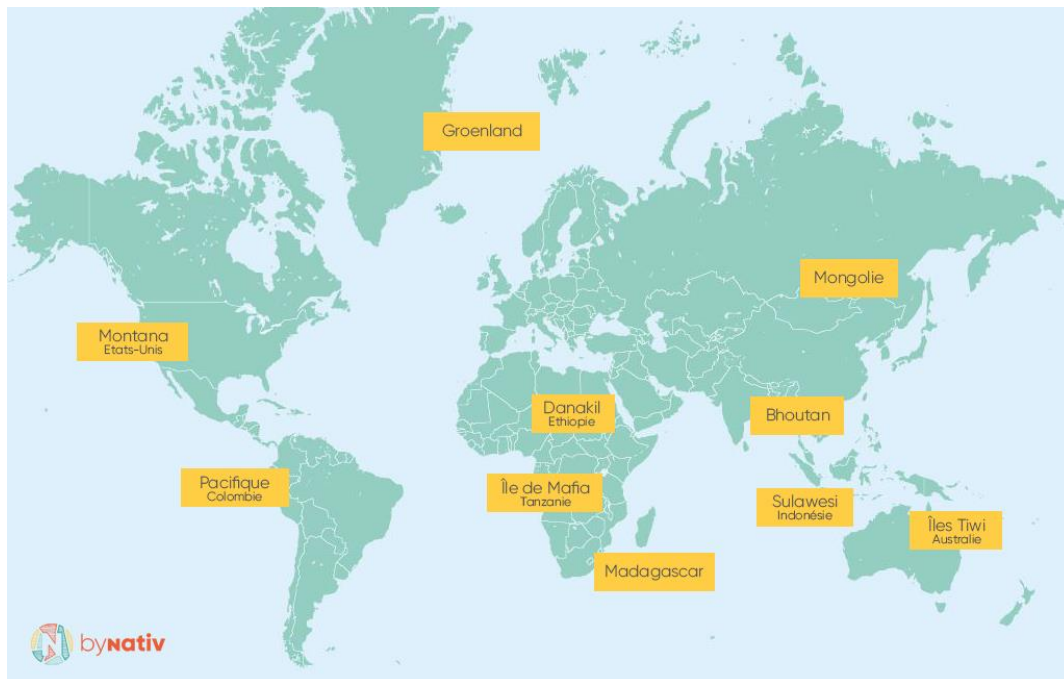 Groenland
Mongolie
Montana
Etats-Unis
Danakil
Ethiopie
Bhoutan
Pacifique
Colombie
Île de Mafia
Tanzanie
Sulawesi
Indonésie
Îles Tiwi
Australie
Madagascar
N byNativ